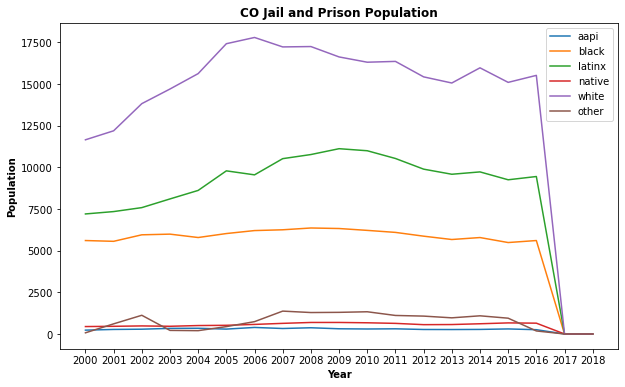 CO Jail and Prison Population
aapi
black
latinx
native
white
other
17500
15000
12500
10000
7500
5000
2500
0
Population
2000 2001 2002 2003 2004 2005 2006 2007 2008 2009 2010 2011 2012 2013 2014 2015 2016 2017 2018
Year